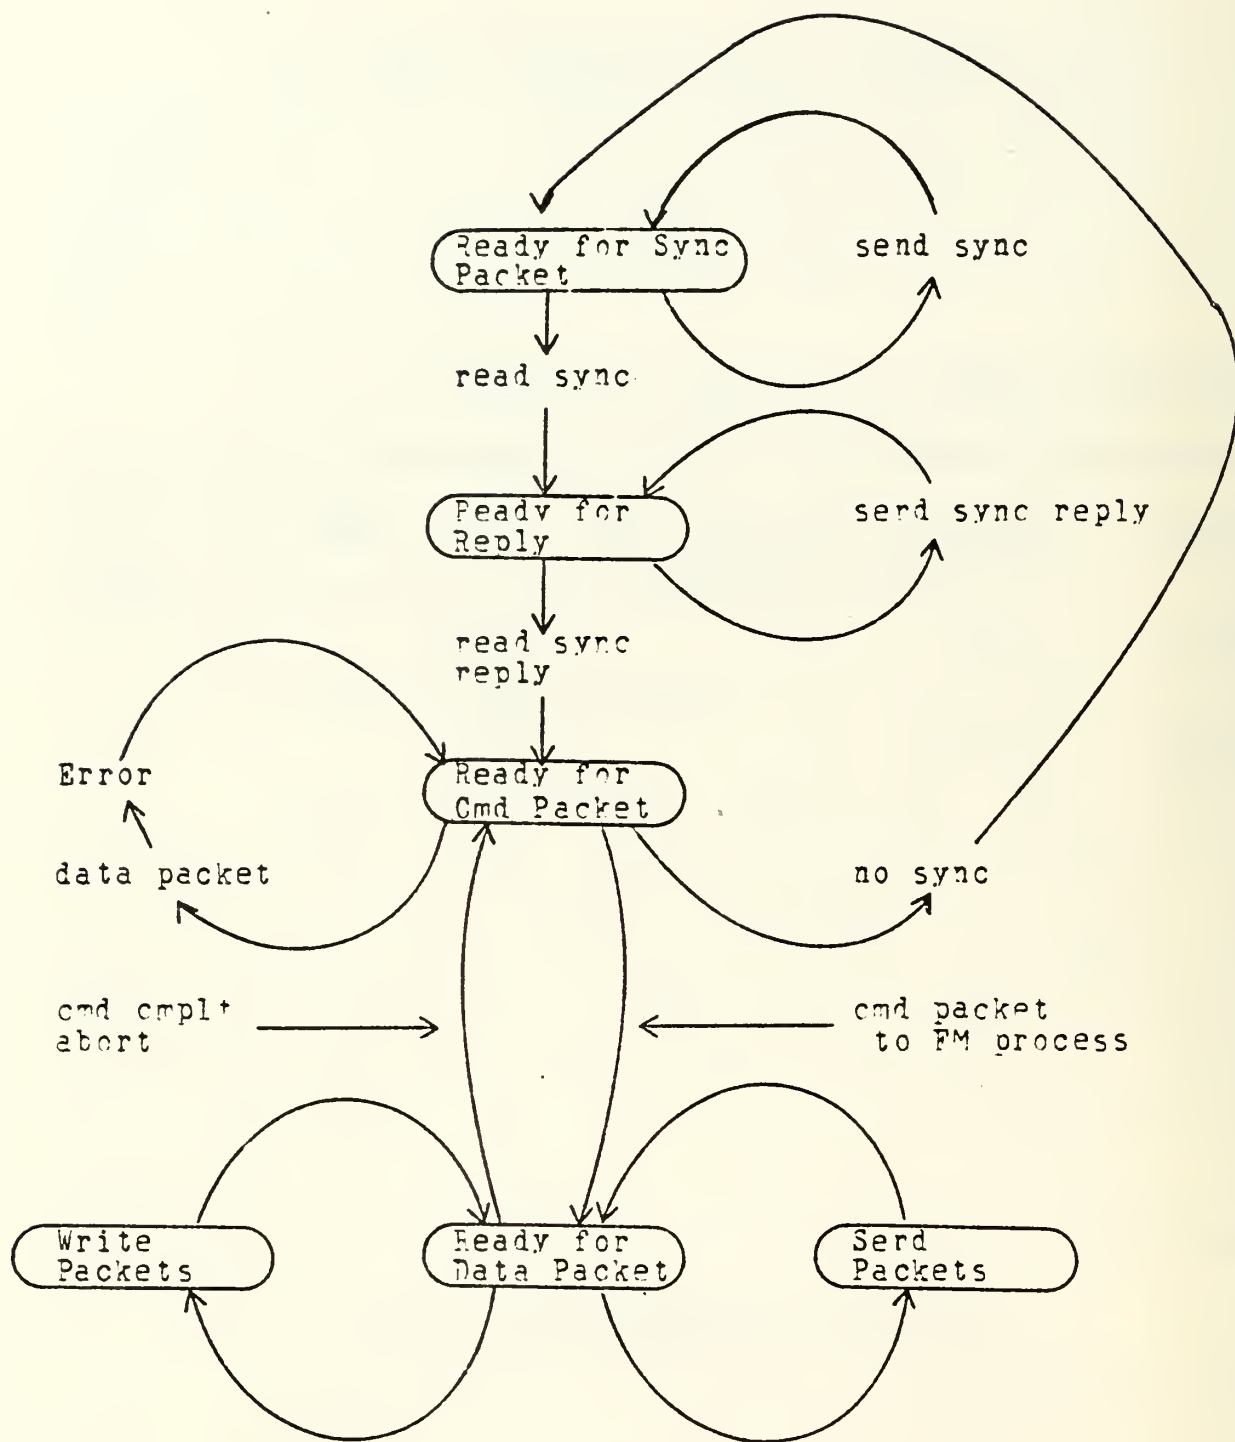 Ready for Sync
Packet
send sync
read sync
Ready for
Reply
send sync reply
read sync
reply
Error
Ready for
Cmd Packet
data packet
no sync
cmd cmplt
abort
cmd packet
to FM process
Write
Packets
Ready for
Data Packet
Send
Packets